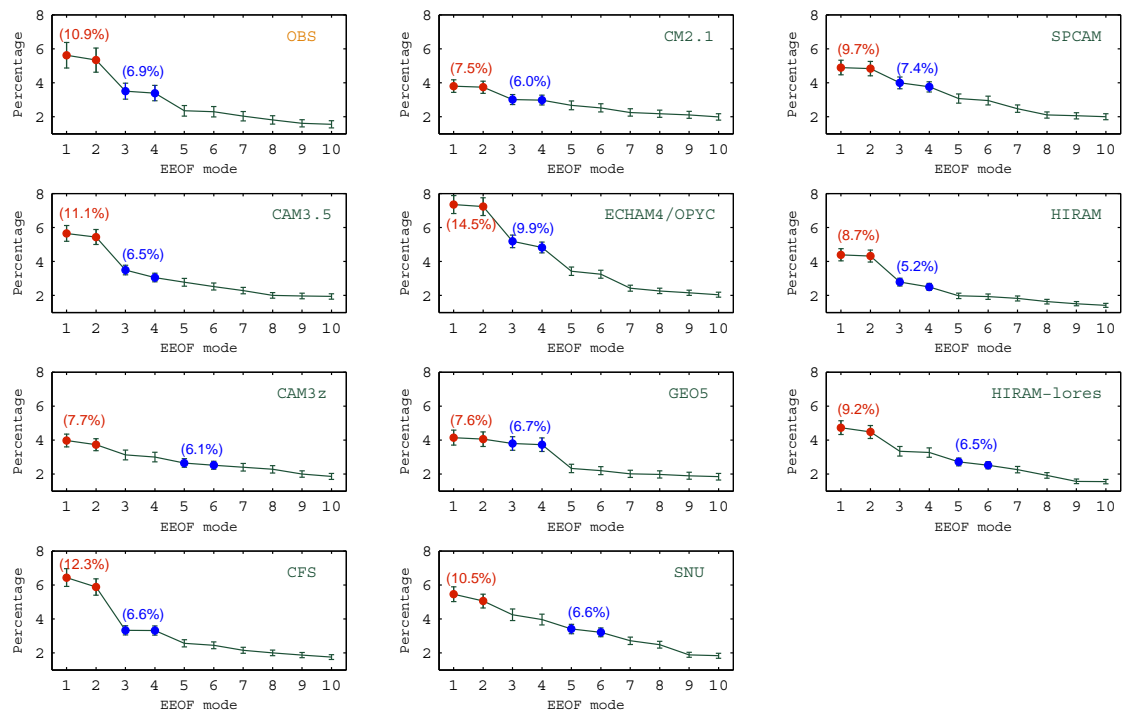 OBS
(10.9%)
(6.9%)
Percentage
8
6
4
2
1 2 3 4 5 6 7 8 9 10
EEOF mode
CM2.1
(7.5%)
(6.0%)
Percentage
8
6
4
2
1 2 3 4 5 6 7 8 9 10
EEOF mode
SPCAM
(9.7%)
(7.4%)
Percentage
8
6
4
2
1 2 3 4 5 6 7 8 9 10
EEOF mode
CAM3.5
(11.1%)
(6.5%)
Percentage
8
6
4
2
1 2 3 4 5 6 7 8 9 10
EEOF mode
ECHAM4/OPYC
(14.5%)
(9.9%)
Percentage
8
6
4
2
1 2 3 4 5 6 7 8 9 10
EEOF mode
HIRAM
(8.7%)
(5.2%)
Percentage
8
6
4
2
1 2 3 4 5 6 7 8 9 10
EEOF mode
CAM3z
(7.7%)
(6.1%)
Percentage
8
6
4
2
1 2 3 4 5 6 7 8 9 10
EEOF mode
GEO5
(7.6%)
(6.7%)
Percentage
8
6
4
2
1 2 3 4 5 6 7 8 9 10
EEOF mode
HIRAM-lores
(9.2%)
(6.5%)
Percentage
8
6
4
2
1 2 3 4 5 6 7 8 9 10
EEOF mode
CFS
(12.3%)
(6.6%)
Percentage
8
6
4
2
1 2 3 4 5 6 7 8 9 10
EEOF mode
SNU
(10.5%)
(6.6%)
Percentage
8
6
4
2
1 2 3 4 5 6 7 8 9 10
EEOF mode